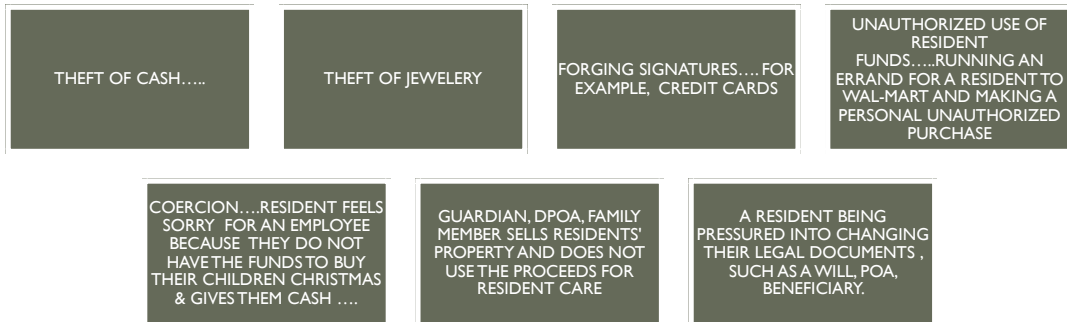 THEFT OF CASH…..
THEFT OF JEWELERY
FORGING SIGNATURES…. FOR
EXAMPLE, CREDIT CARDS
UNAUTHORIZED USE OF
RESIDENT
FUNDS…..RUNNING AN
ERRAND FOR A RESIDENT TO
WAL-MART AND MAKING A
PERSONAL UNAUTHORIZED
PURCHASE
COERCION….RESIDENT FEELS
SORRY FOR AN EMPLOYEE
BECAUSE THEY DO NOT
HAVE THE FUNDS TO BUY
THEIR CHILDREN CHRISTMAS
& GIVES THEM CASH ….
GUARDIAN, DPOA, FAMILY
MEMBER SELLS RESIDENTS'
PROPERTY AND DOES NOT
USE THE PROCEEDS FOR
RESIDENT CARE
A RESIDENT BEING
PRESSURED INTO CHANGING
THEIR LEGAL DOCUMENTS ,
SUCH AS A WILL, POA,
BENEFICIARY.